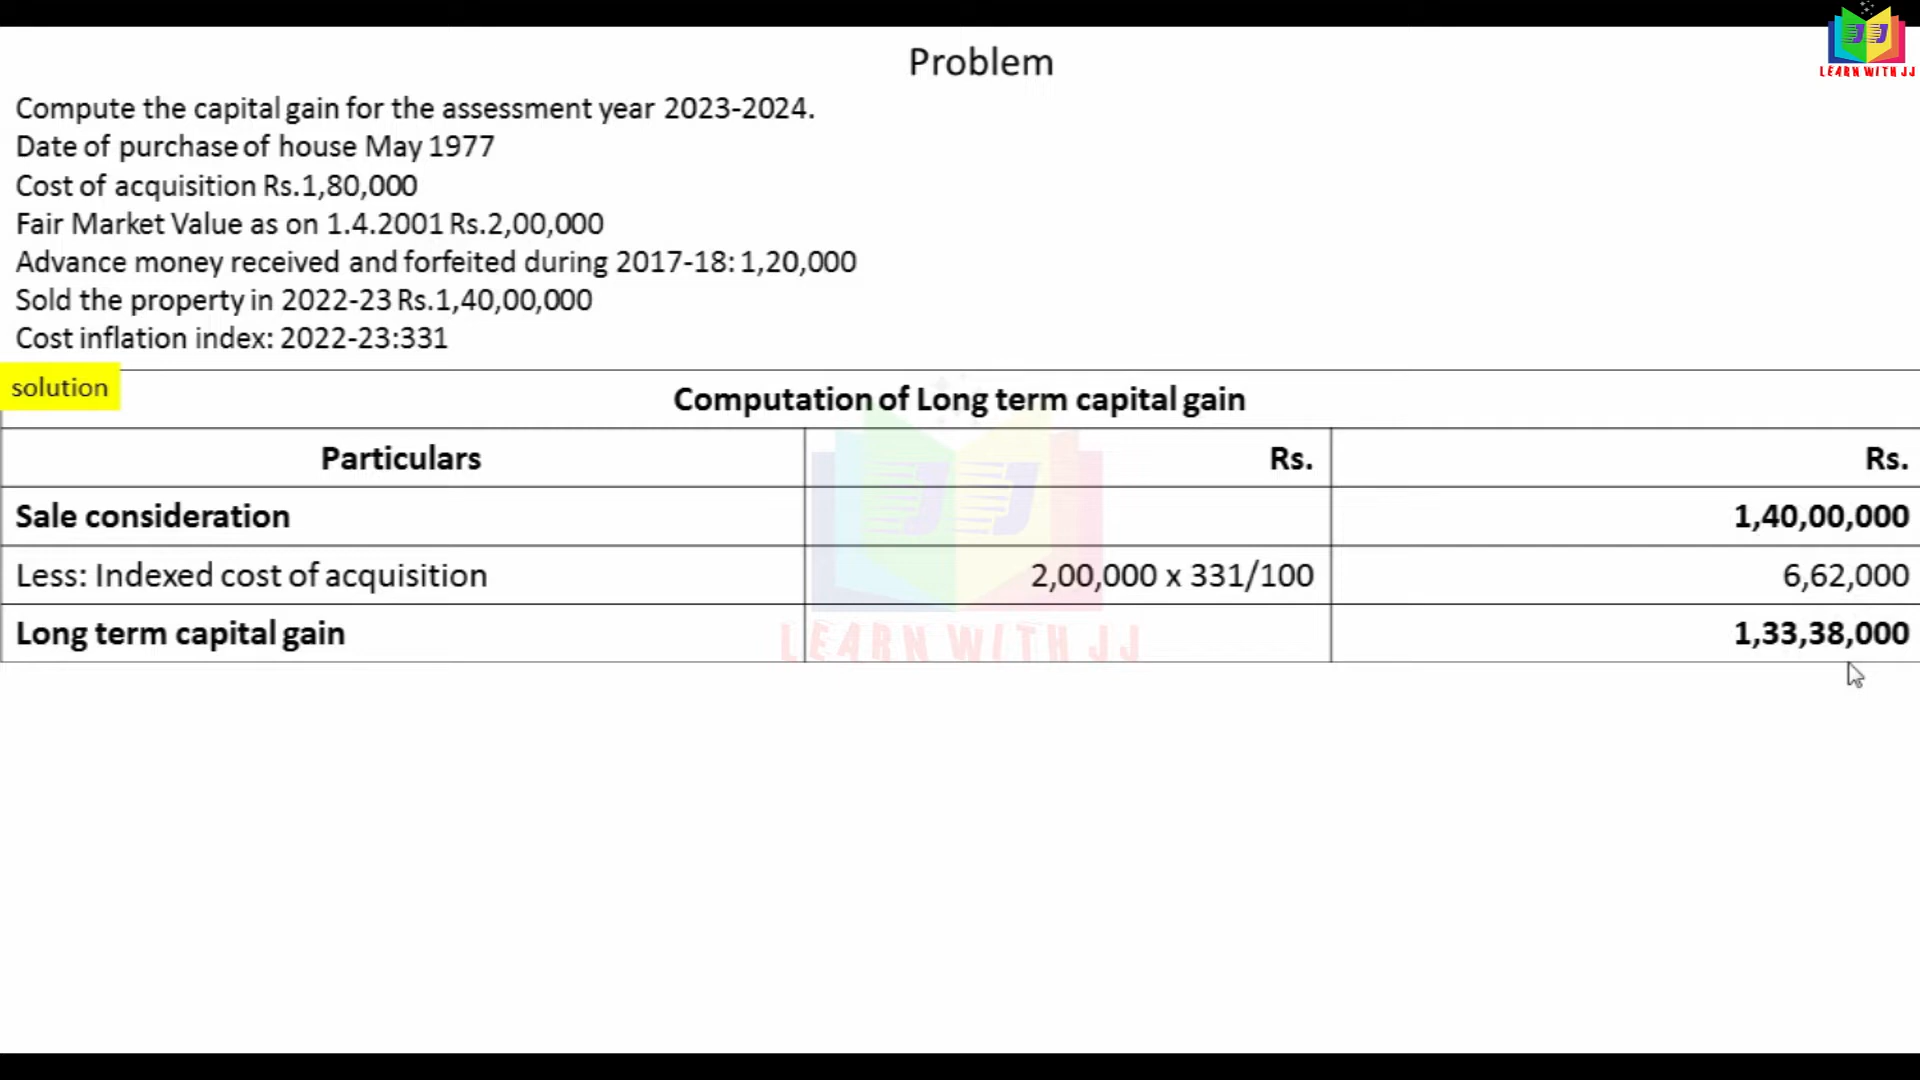 LEARN WITH JJ
Problem
Compute the capital gain for the assessment year 2023-2024.
Date of purchase of house May 1977
Cost of acquisition Rs.1,80,000
Fair Market Value as on 1.4.2001 Rs.2,00,000
Advance money received and forfeited during 2017-18: 1,20,000
Sold the property in 2022-23 Rs.1,40,00,000
Cost inflation index: 2022-23:331
solution
Computation of Long term capital gain
Particulars Rs. Rs.
Sale consideration 1,40,00,000
Less: Indexed cost of acquisition 2,00,000 x 331/100 6,62,000
Long term capital gain 1,33,38,000
LEARN WITH JJ